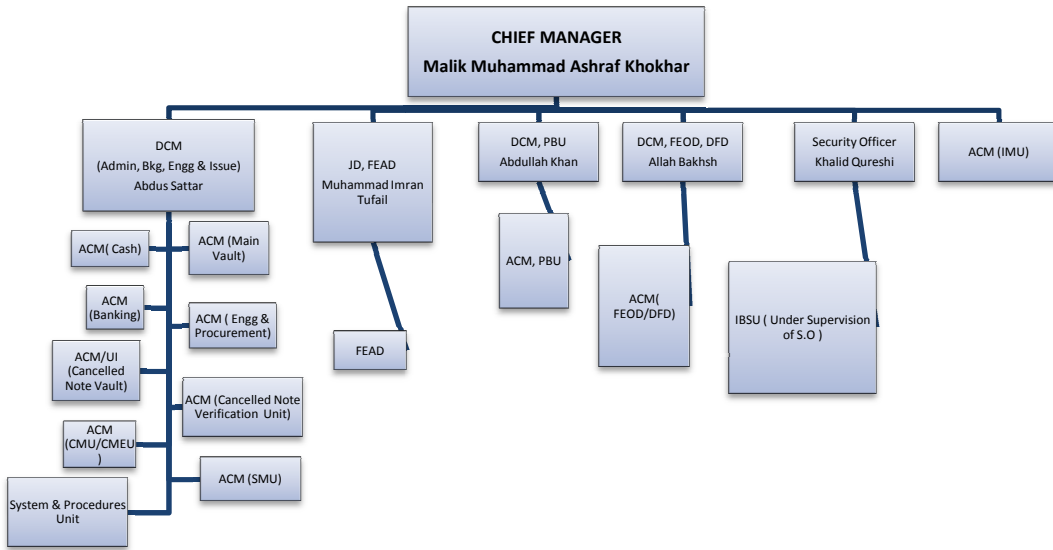 CHIEF MANAGER
Malik Muhammad Ashraf Khokhar
DCM
(Admin, Bkg, Engg & Issue)
Abdus Sattar
JD, FEAD
Muhammad Imran
Tufail
DCM, PBU
Abdullah Khan
DCM, FEOD, DFD
Allah Bakhsh
Security Officer
Khalid Qureshi
ACM (IMU)
ACM( Cash)
ACM (Main
Vault)
ACM
(Banking)
ACM ( Engg &
Procurement)
ACM/UI
(Cancelled
Note Vault)
ACM (Cancelled Note
Verification Unit)
ACM
(CMU/CMEU
)
ACM (SMU)
System & Procedures
Unit
FEAD
ACM, PBU
ACM(
FEOD/DFD)
IBSU ( Under Supervision
of S.O )